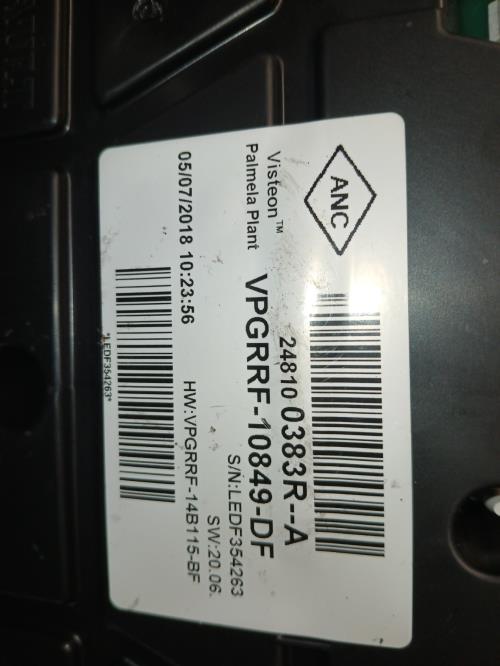 ANC
Visteon™
Palmela Plant
24810 0383R--A
VPGRRF-10849-DF
S/N:LEDF354263
05/07/2018 10:23:56
SW:20.06.
HW:VPGRRF-14B115-BF
*LEDF354263*